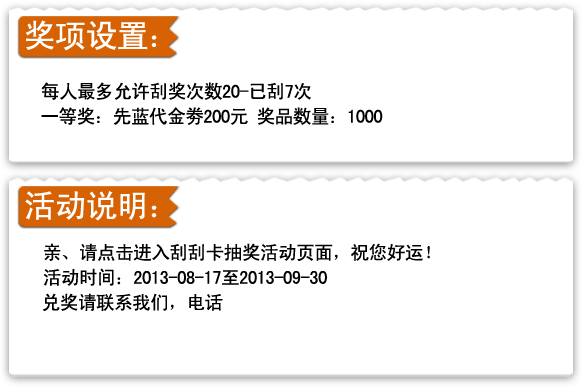 奖项设置:
每人最多允许刮奖次数20-已刮7次
一等奖：先蓝代金劵200元 奖品数量：1000
活动说明:
亲、请点击进入刮刮卡抽奖活动页面，祝您好运！
活动时间：2013-08-17至2013-09-30
兑奖请联系我们，电话